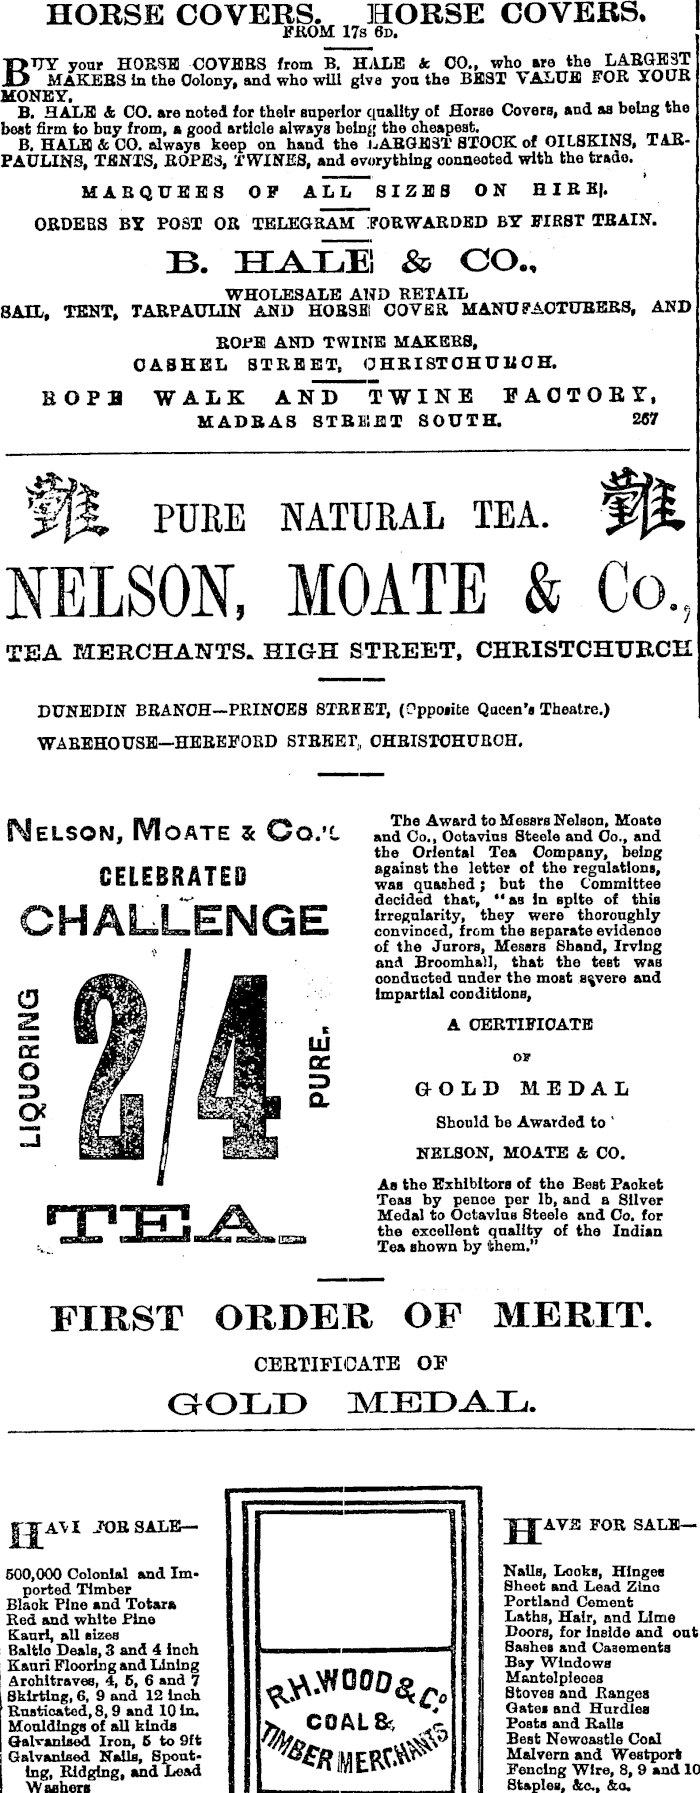 HORSE COVERS. HORSE COVERS.
FROM 17S 6D.
BUY your HORSE COVERS from B. HALE & CO., who are the LARGEST
MAKERS in the Colony, and who will give you the BEST VALUE FOR YOUR
MONEY.
B. HALE & CO. are noted for their superior quality of Horse Covers, and as being the
best firm to buy from, a good article always being the cheapest.
B. HALE & CO. always keep on hand the LARGEST STOCK of OILSKINS, TAR-
PAULINS, TENTS, ROPES, TWINES, and everything connected with the trade.
MARQUEES OF ALL SIZES ON HIRE.
ORDERS BY POST OR TELEGRAM FORWARDED BY FIRST TRAIN.
B. HALE & CO.,
WHOLESALE AND RETAIL
SAIL, TENT, TARPAULIN AND HORSE COVER MANUFACTURERS, AND
ROPE AND TWINE MAKERS,
CASHEL STREET, CHRISTCHURCH.
ROPE WALK AND TWINE FACTORY,
MADRAS STREET SOUTH. 267
難 PURE NATURAL TEA. 難
NELSON, MOATE & Co.,
TEA MERCHANTS. HIGH STREET, CHRISTCHURCH
DUNEDIN BRANCH—PRINCES STREET, (Opposite Queen's Theatre.)
WAREHOUSE—HEREFORD STREET, CHRISTCHURCH.
NELSON, MOATE & Co.'s
CELEBRATED
CHALLENGE
LIQUORING
2/4
PURE.
TEA.
The Award to Messrs Nelson, Moate
and Co., Octavius Steele and Co., and
the Oriental Tea Company, being
against the letter of the regulations,
was quashed; but the Committee
decided that, "as in spite of this
irregularity, they were thoroughly
convinced, from the separate evidence
of the Jurors, Messrs Shand, Irving
and Broomhall, that the test was
conducted under the most severe and
impartial conditions,
A CERTIFICATE
OF
GOLD MEDAL
Should be Awarded to
NELSON, MOATE & CO.
As the Exhibitors of the Best Packet
Teas by pence per lb, and a Silver
Medal to Octavius Steele and Co. for
the excellent quality of the Indian
Tea shown by them."
FIRST ORDER OF MERIT.
CERTIFICATE OF
GOLD MEDAL.
HAVE FOR SALE—
500,000 Colonial and Im-
ported Timber
Black Pine and Totara
Red and white Pine
Kauri, all sizes
Baltic Deals, 3 and 4 inch
Kauri Flooring and Lining
Architraves, 4, 5, 6 and 7
Skirting, 6, 9 and 12 inch
Rusticated, 8, 9 and 10 in.
Mouldings of all kinds
Galvanised Iron, 5 to 9ft
Galvanised Nails, Spout-
ing, Ridging, and Lead
Washers
R.H. WOOD & Co.
COAL &
TIMBER MERCHANTS
HAVE FOR SALE—
Nails, Locks, Hinges
Sheet and Lead Zinc
Portland Cement
Laths, Hair, and Lime
Doors, for inside and out
Sashes and Casements
Bay Windows
Mantelpieces
Stoves and Ranges
Gates and Hurdles
Posts and Rails
Best Newcastle Coal
Malvern and Westport
Fencing Wire, 8, 9 and 10
Staples, &c., &c.